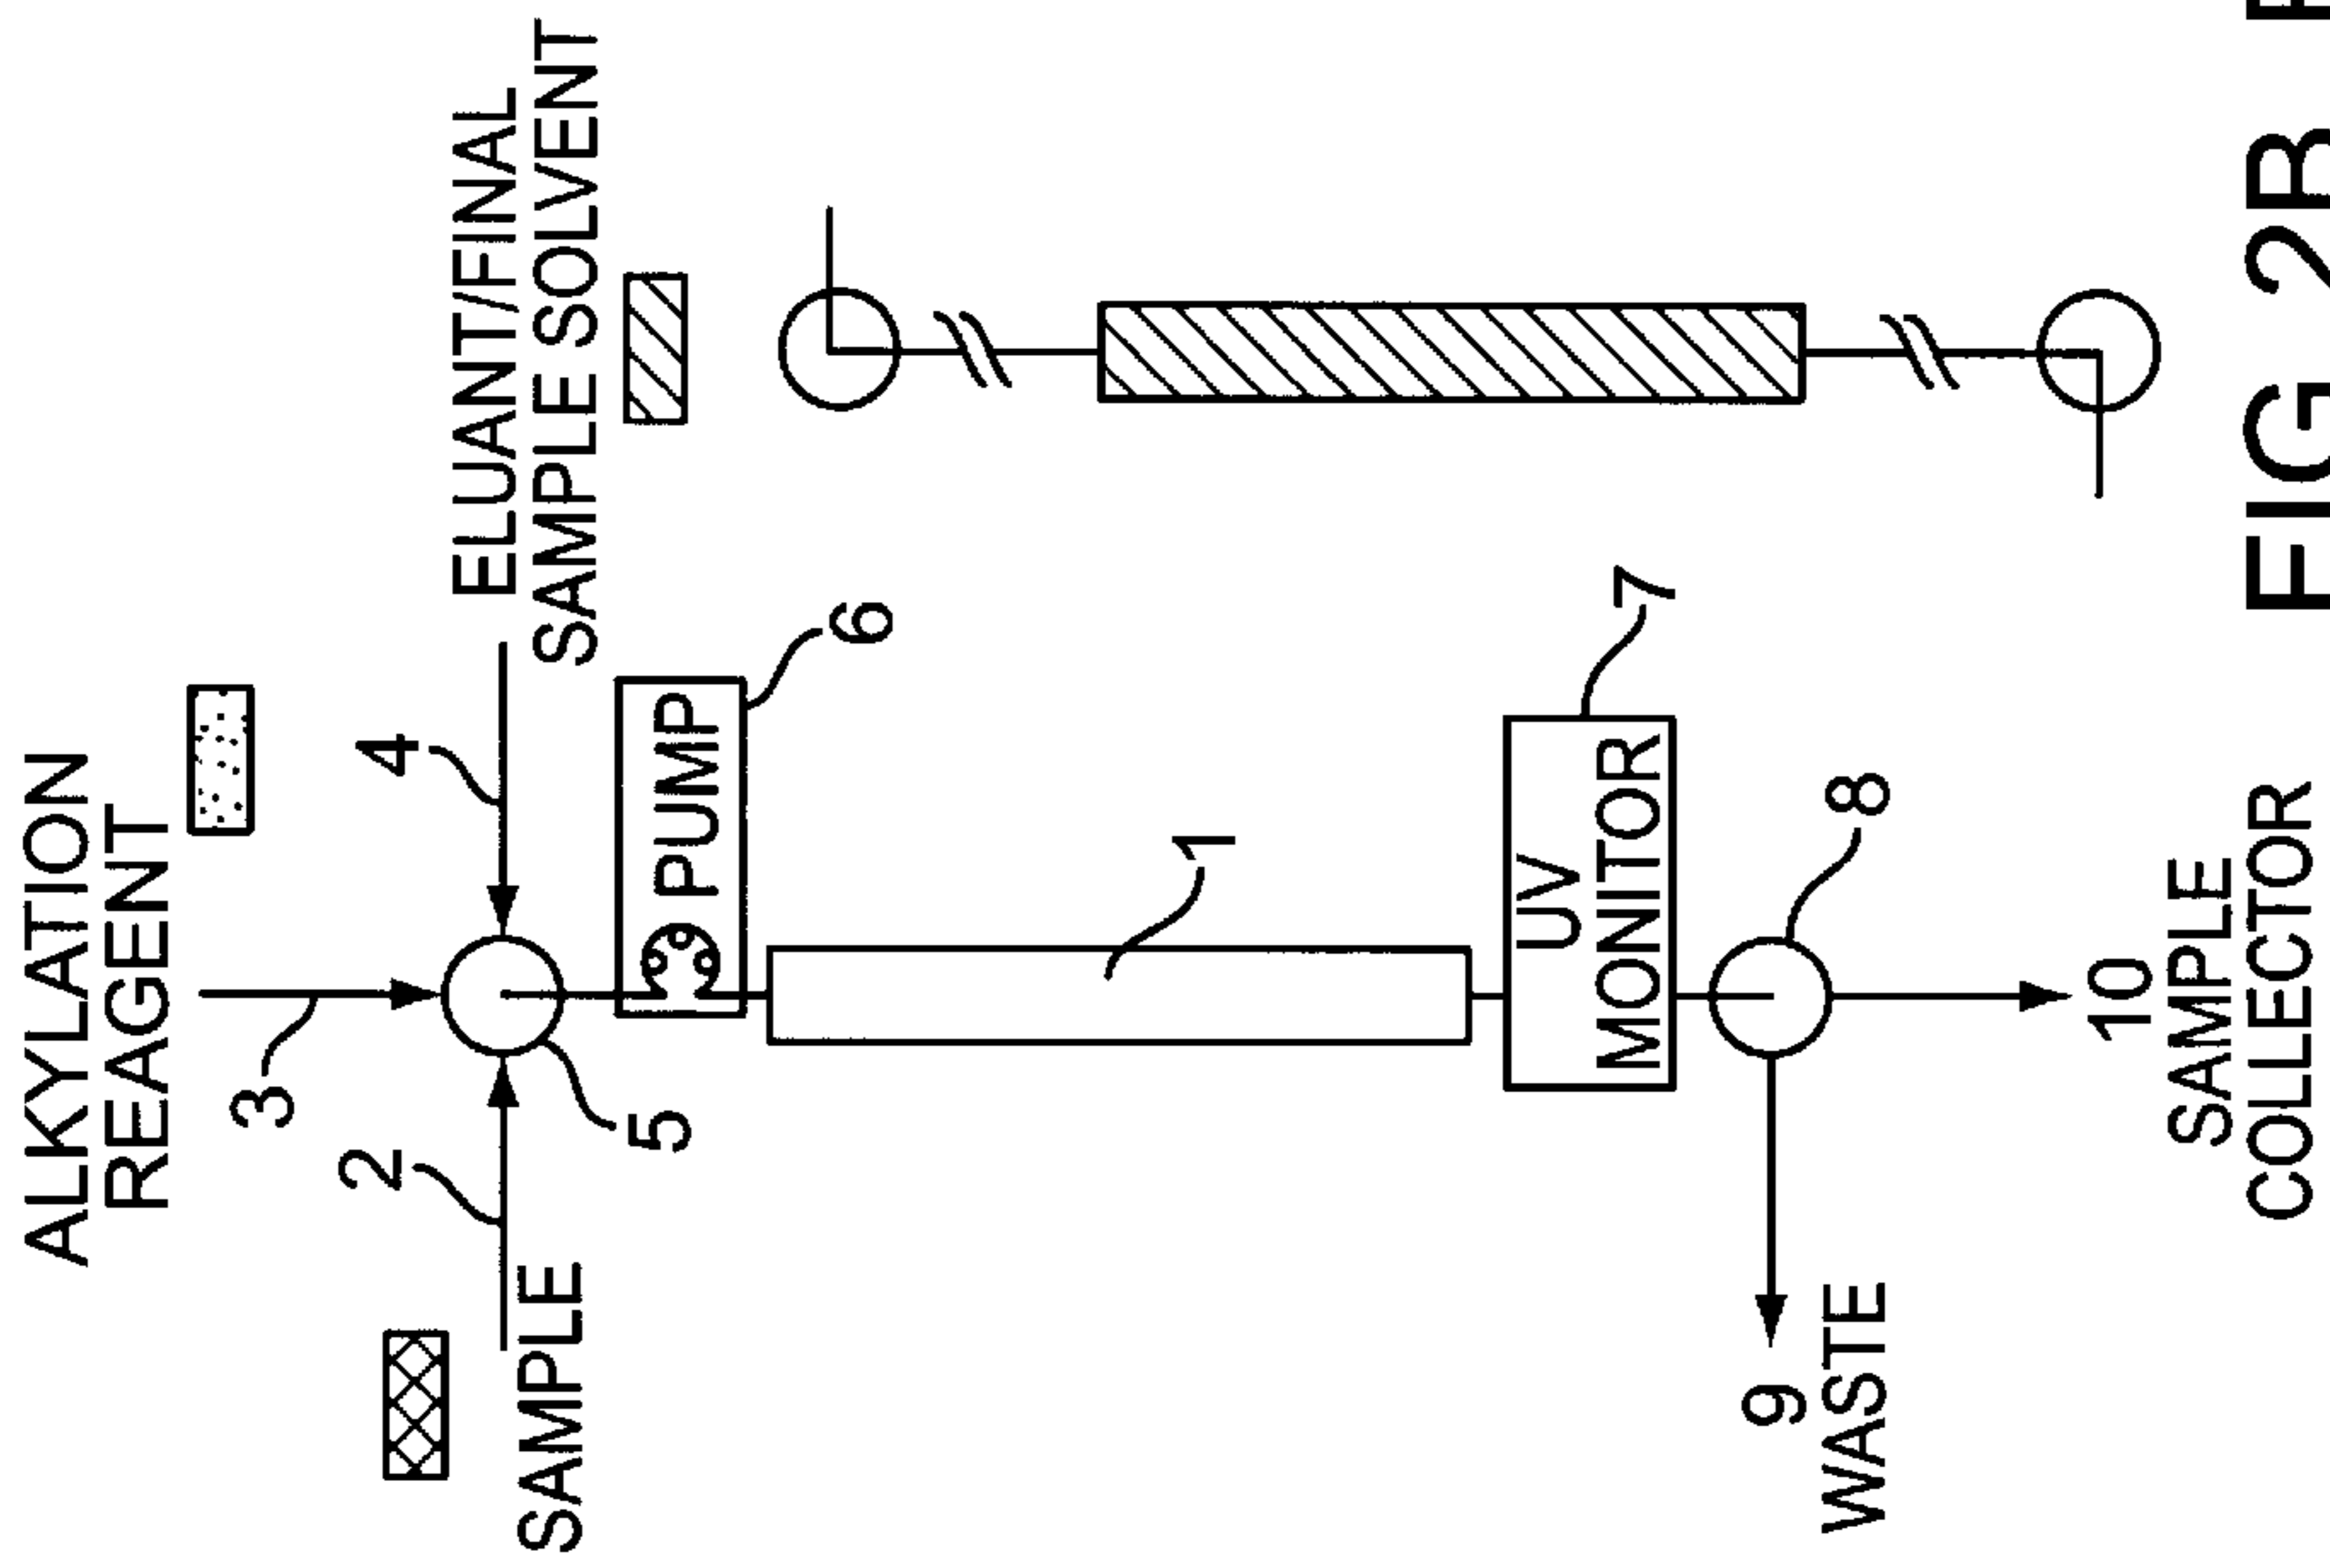 ALKYLATION
REAGENT
3
2
SAMPLE
4
ELUANT/FINAL
SAMPLE SOLVENT
5
PUMP
6
1
UV
MONITOR
7
8
9
WASTE
10
SAMPLE
COLLECTOR
FIG 2B